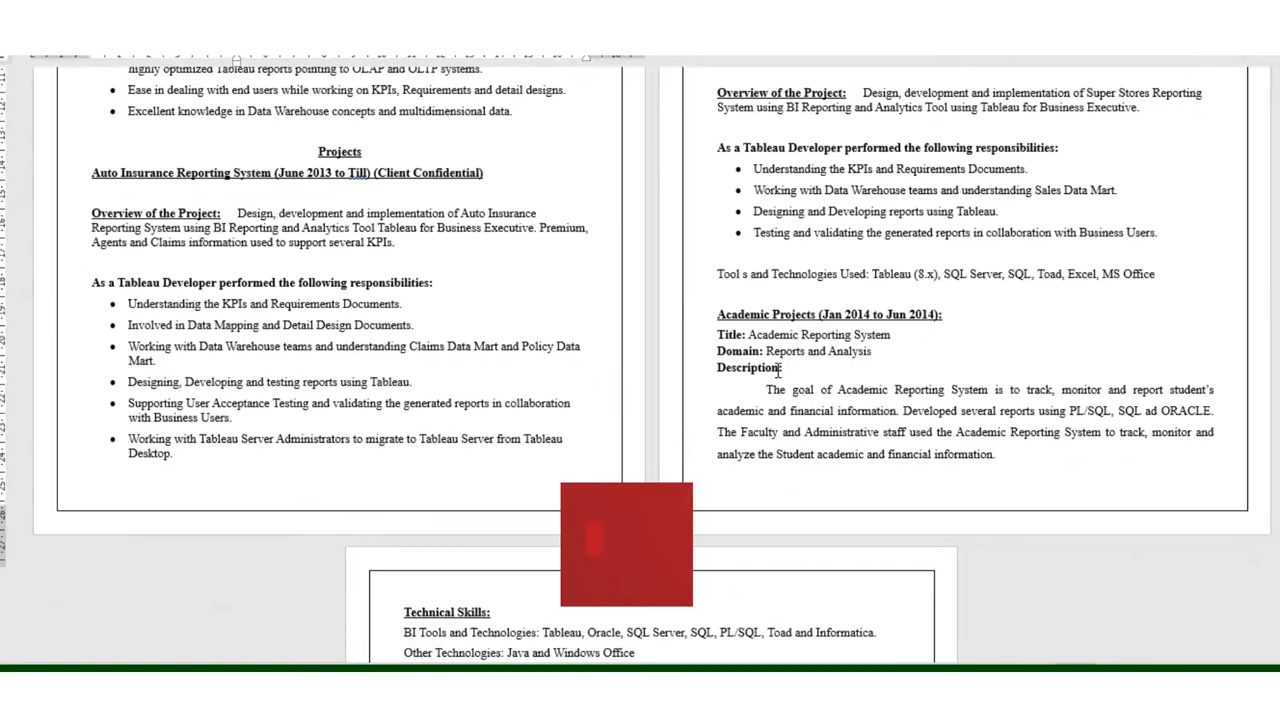 highly optimized Tableau reports pointing to OLAP and OLTP systems.
Ease in dealing with end users while working on KPIs, Requirements and detail designs.
Excellent knowledge in Data Warehouse concepts and multidimensional data.
Projects
Auto Insurance Reporting System (June 2013 to Till) (Client Confidential)
Overview of the Project: Design, development and implementation of Auto Insurance
Reporting System using BI Reporting and Analytics Tool Tableau for Business Executive. Premium,
Agents and Claims information used to support several KPIs.
As a Tableau Developer performed the following responsibilities:
Understanding the KPIs and Requirements Documents.
Involved in Data Mapping and Detail Design Documents.
Working with Data Warehouse teams and understanding Claims Data Mart and Policy Data
Mart.
Designing, Developing and testing reports using Tableau.
Supporting User Acceptance Testing and validating the generated reports in collaboration
with Business Users.
Working with Tableau Server Administrators to migrate to Tableau Server from Tableau
Desktop.
Overview of the Project: Design, development and implementation of Super Stores Reporting
System using BI Reporting and Analytics Tool using Tableau for Business Executive.
As a Tableau Developer performed the following responsibilities:
Understanding the KPIs and Requirements Documents.
Working with Data Warehouse teams and understanding Sales Data Mart.
Designing and Developing reports using Tableau.
Testing and validating the generated reports in collaboration with Business Users.
Tool s and Technologies Used: Tableau (8.x), SQL Server, SQL, Toad, Excel, MS Office
Academic Projects (Jan 2014 to Jun 2014):
Title: Academic Reporting System
Domain: Reports and Analysis
Description:
The goal of Academic Reporting System is to track, monitor and report student's
academic and financial information. Developed several reports using PL/SQL, SQL ad ORACLE.
The Faculty and Administrative staff used the Academic Reporting System to track, monitor and
analyze the Student academic and financial information.
Technical Skills:
BI Tools and Technologies: Tableau, Oracle, SQL Server, SQL, PL/SQL, Toad and Informatica.
Other Technologies: Java and Windows Office